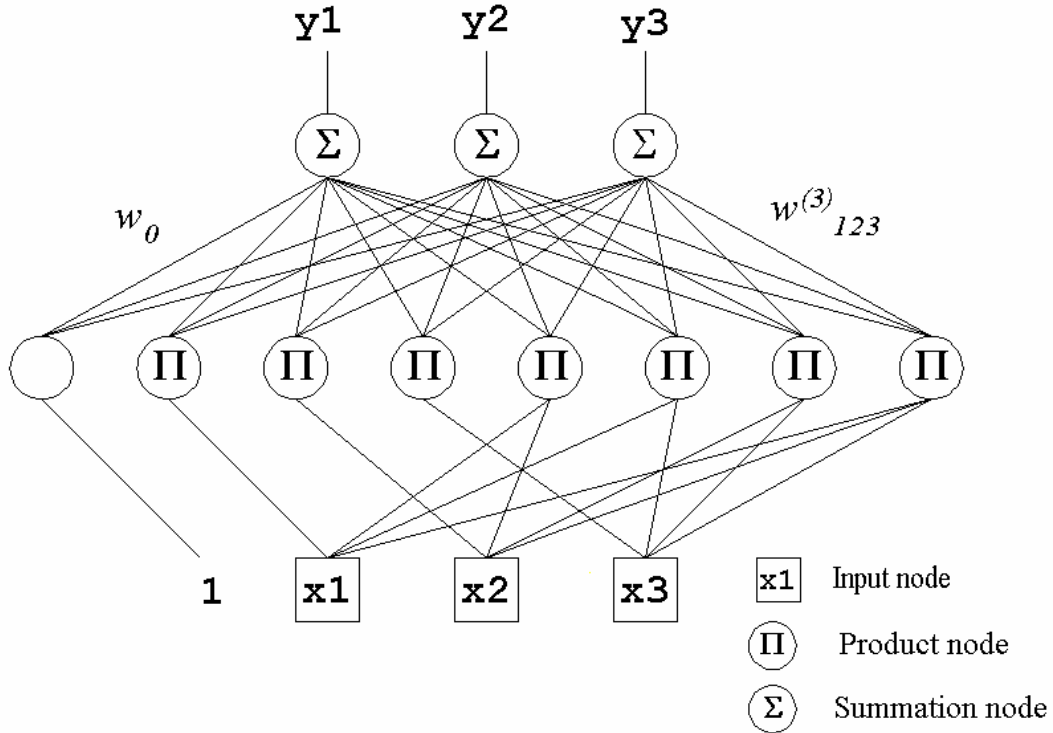 y1 y2 y3
Σ Σ Σ
w0 w(3)123
Π Π Π Π Π Π Π
1 x1 x2 x3
x1 Input node
Π Product node
Σ Summation node